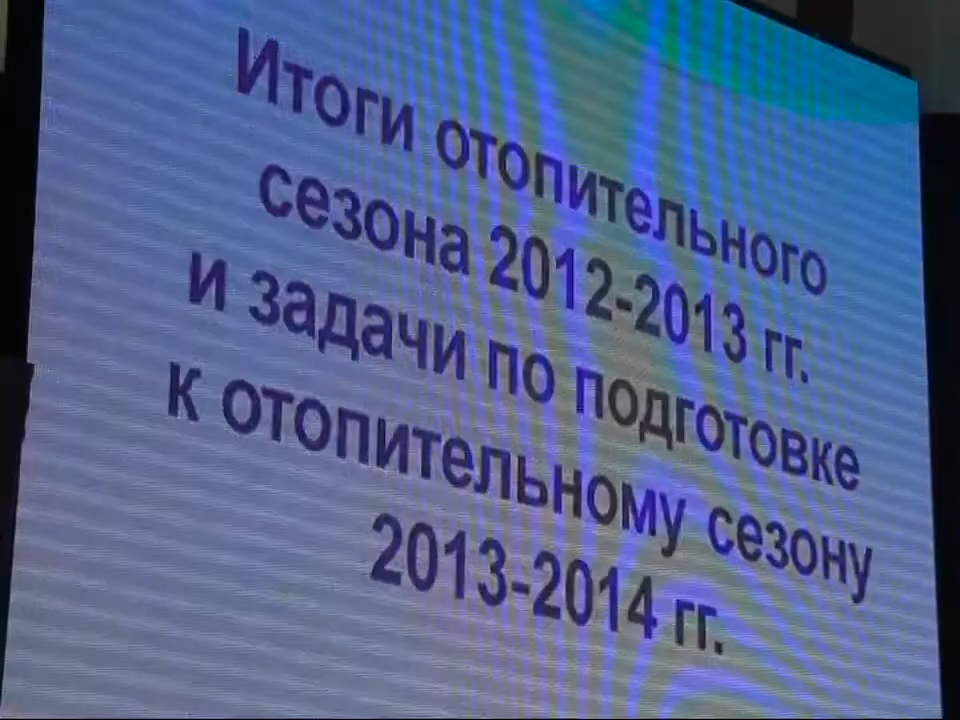 Итоги отопительного
сезона 2012-2013 гг.
и задачи по подготовке
к отопительному сезону
2013-2014 гг.